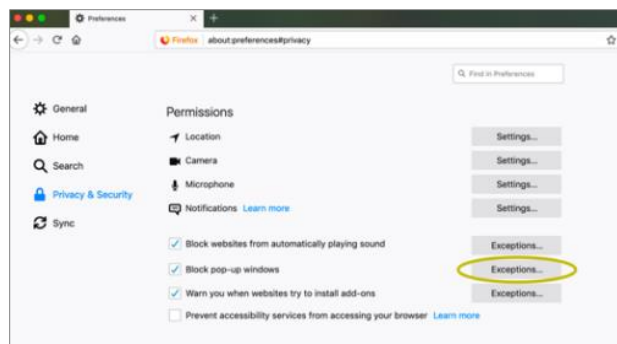 Preferences
Firefox about:preferences#privacy
Find in Preferences
General
Home
Search
Privacy & Security
Sync
Permissions
Location Settings...
Camera Settings...
Microphone Settings...
Notifications Learn more Settings...
Block websites from automatically playing sound Exceptions...
Block pop-up windows Exceptions...
Warn you when websites try to install add-ons Exceptions...
Prevent accessibility services from accessing your browser Learn more